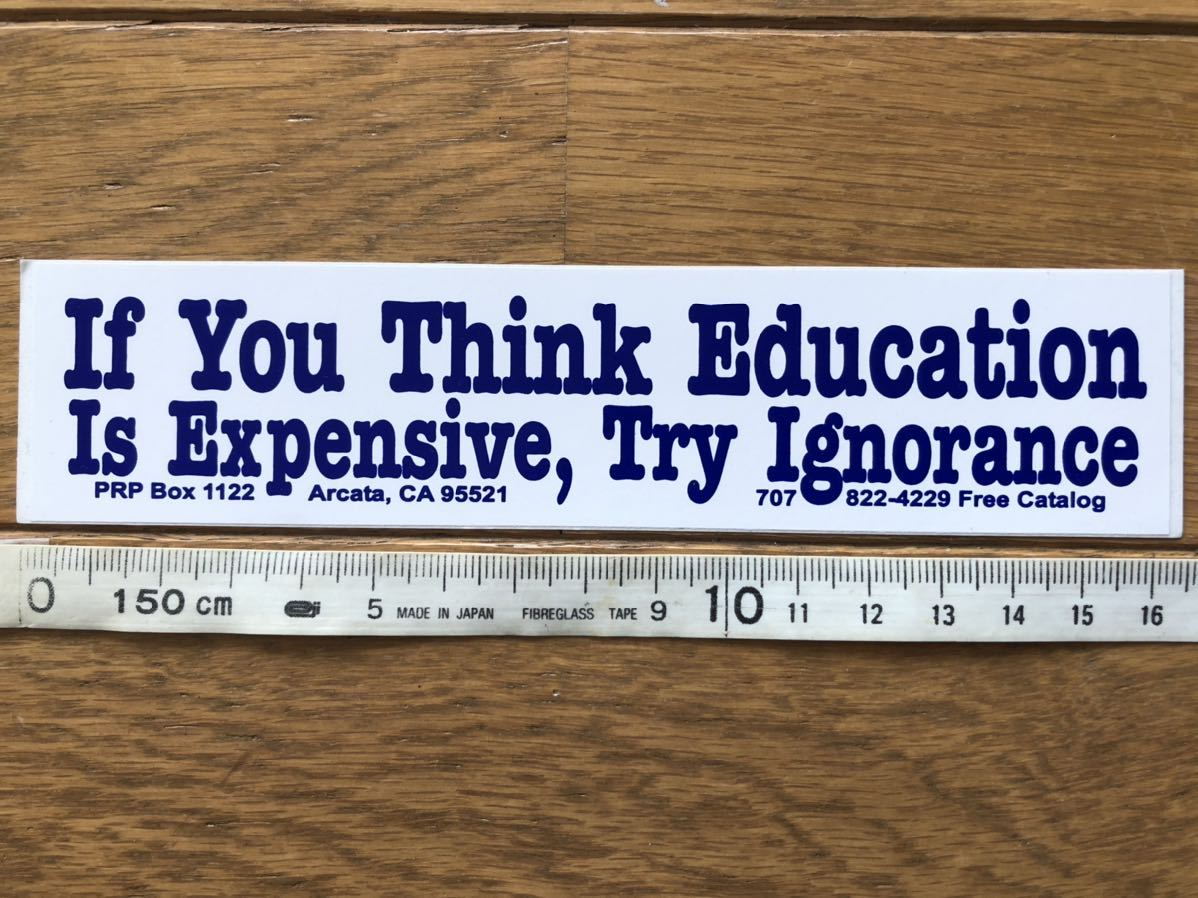 If You Think Education
Is Expensive, Try Ignorance
PRP Box 1122 Arcata, CA 95521 707 822-4229 Free Catalog
0 150 cm 5 MADE IN JAPAN FIBREGLASS TAPE 9 10 11 12 13 14 15 16